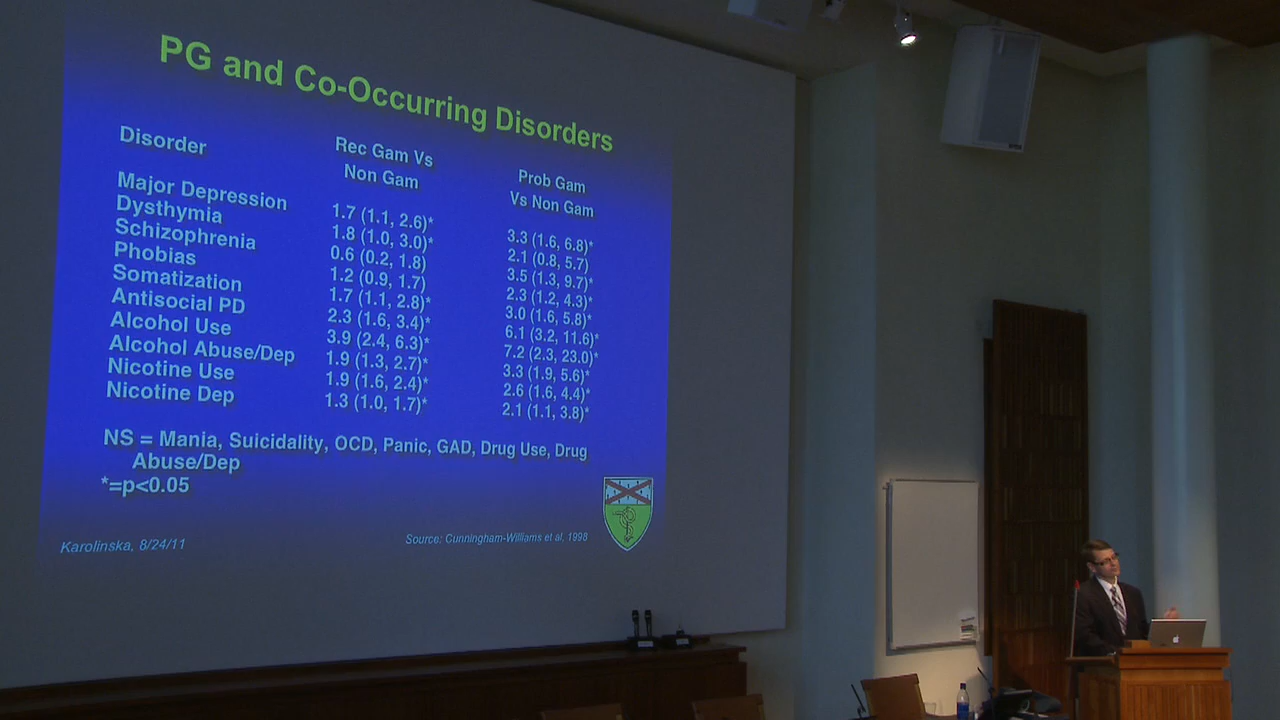 PG and Co-Occurring Disorders
Disorder Rec Gam Vs Non Gam Prob Gam Vs Non Gam
Major Depression 1.7 (1.1, 2.6)* 3.3 (1.6, 6.8)*
Dysthymia 1.8 (1.0, 3.0)* 2.1 (0.8, 5.7)
Schizophrenia 0.6 (0.2, 1.8) 3.5 (1.3, 9.7)*
Phobias 1.2 (0.9, 1.7) 2.3 (1.2, 4.3)*
Somatization 1.7 (1.1, 2.8)* 3.0 (1.6, 5.8)*
Antisocial PD 2.3 (1.6, 3.4)* 6.1 (3.2, 11.6)*
Alcohol Use 3.9 (2.4, 6.3)* 7.2 (2.3, 23.0)*
Alcohol Abuse/Dep 1.9 (1.3, 2.7)* 3.3 (1.9, 5.6)*
Nicotine Use 1.9 (1.6, 2.4)* 2.6 (1.6, 4.4)*
Nicotine Dep 1.3 (1.0, 1.7)* 2.1 (1.1, 3.8)*
NS = Mania, Suicidality, OCD, Panic, GAD, Drug Use, Drug
Abuse/Dep
*=p<0.05
Karolinska, 8/24/11 Source: Cunningham-Williams et al, 1998